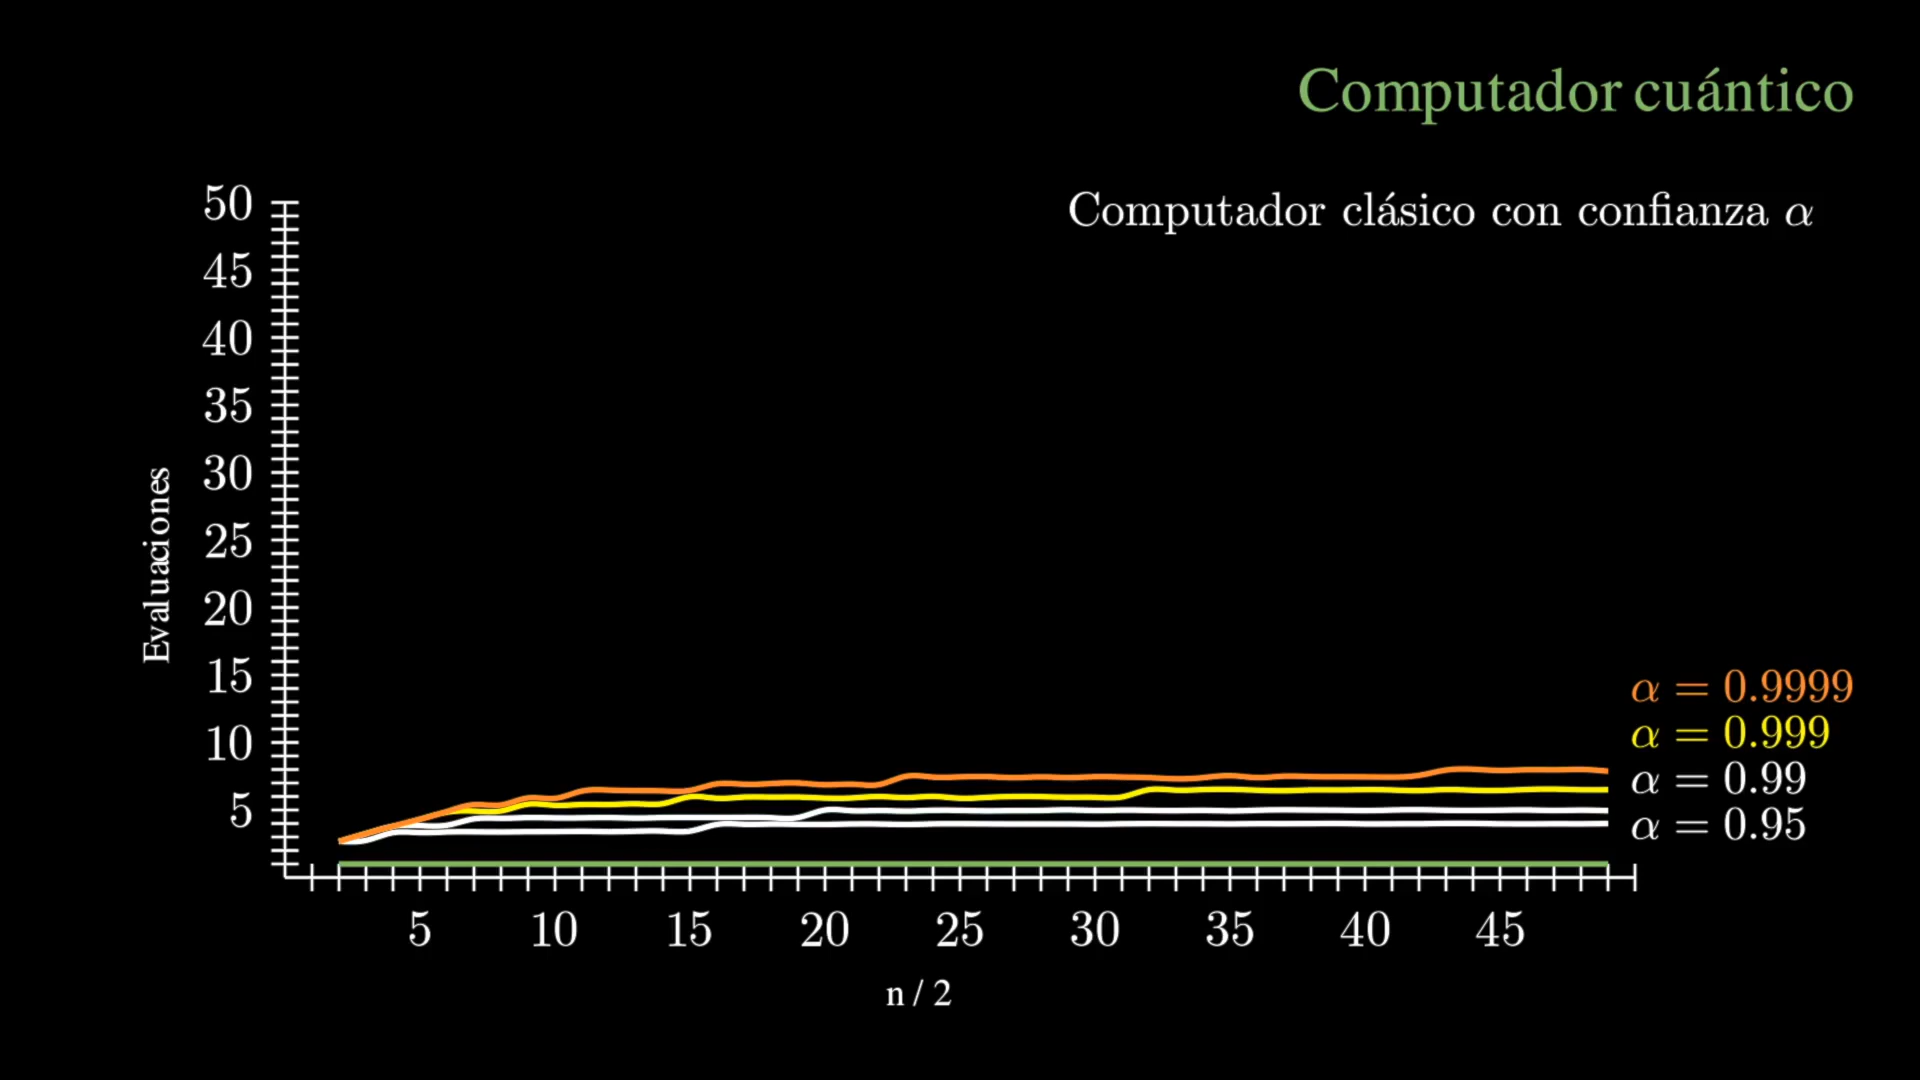 Computador cuántico
Computador clásico con confianza α
50
45
40
35
30
25
20
15
10
5
Evaluaciones
α = 0.9999
α = 0.999
α = 0.99
α = 0.95
5 10 15 20 25 30 35 40 45
n / 2